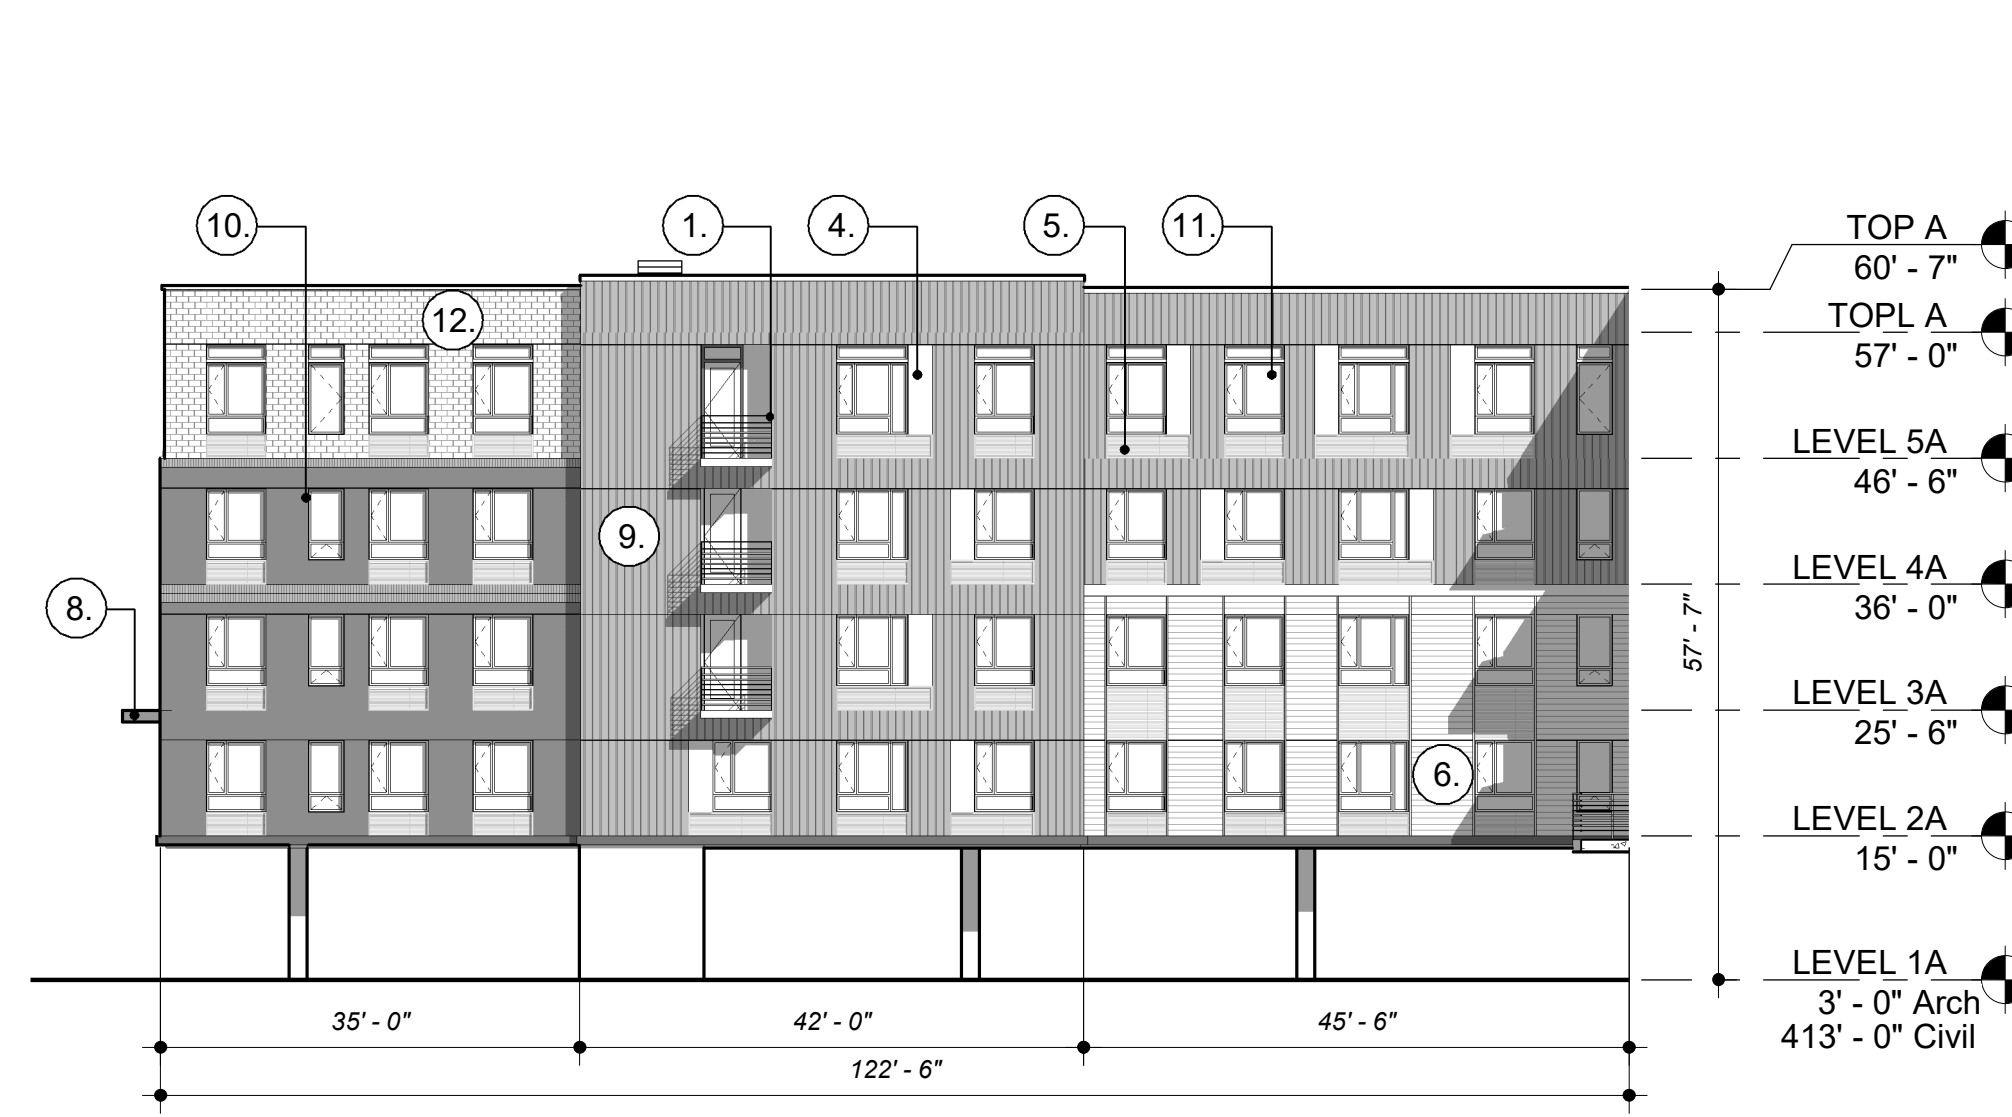 10.
1.
4.
5.
11.
TOP A
60' - 7"
12.
TOPL A
57' - 0"
LEVEL 5A
46' - 6"
9.
LEVEL 4A
36' - 0"
8.
57' - 7"
LEVEL 3A
25' - 6"
6.
LEVEL 2A
15' - 0"
LEVEL 1A
3' - 0" Arch
413' - 0" Civil
35' - 0"
42' - 0"
45' - 6"
122' - 6"